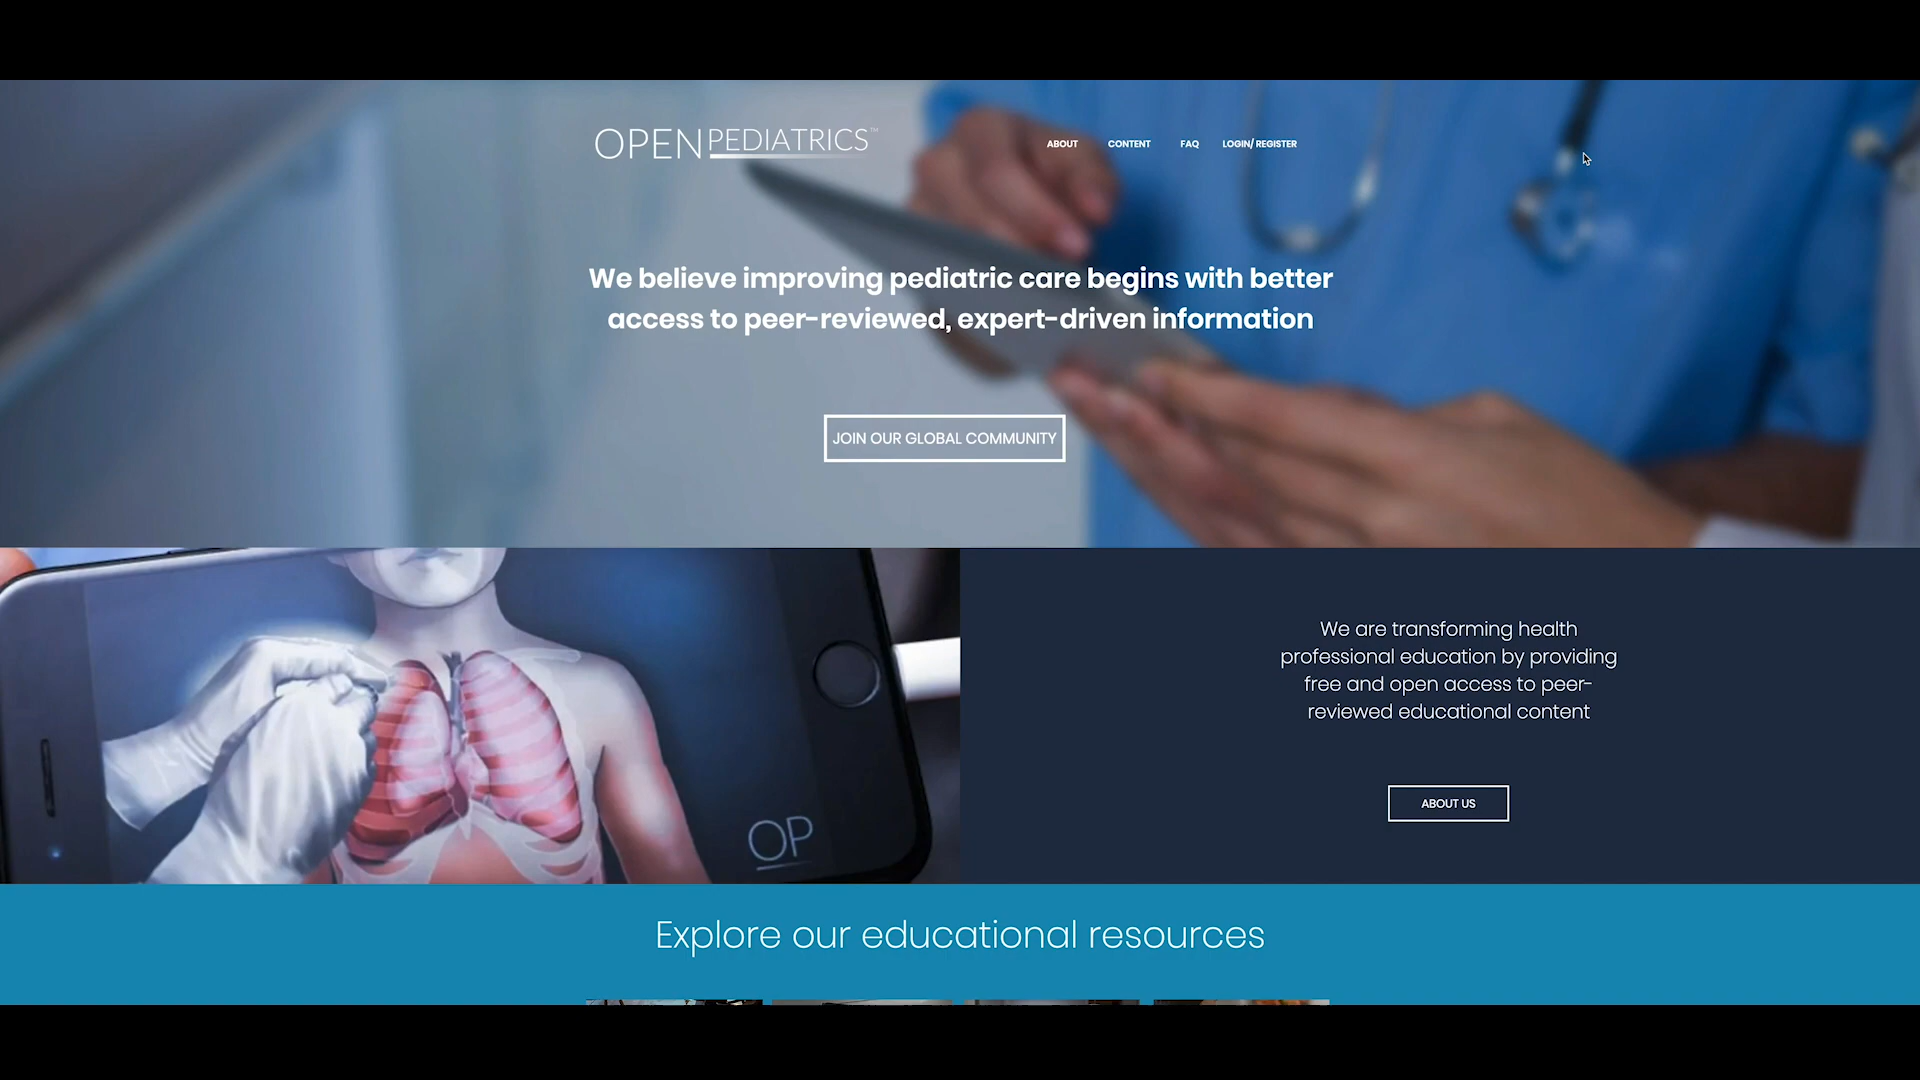 OPENPEDIATRICS™
ABOUT
CONTENT
FAQ
LOGIN/ REGISTER
We believe improving pediatric care begins with better
access to peer-reviewed, expert-driven information
JOIN OUR GLOBAL COMMUNITY
OP
We are transforming health
professional education by providing
free and open access to peer-
reviewed educational content
ABOUT US
Explore our educational resources